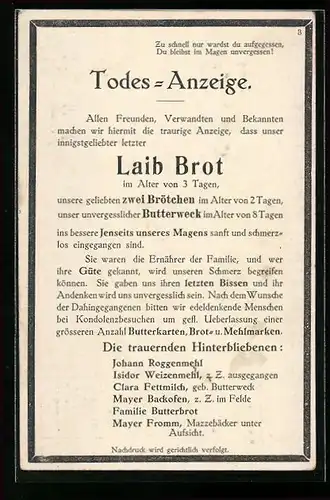 3
Zu schnell nur wardst du aufgegessen,
Du bleibst im Magen unvergessen!
Todes=Anzeige.
Allen Freunden, Verwandten und Bekannten
machen wir hiermit die traurige Anzeige, dass unser
innigstgeliebter letzter
Laib Brot
im Alter von 3 Tagen,
unsere geliebten zwei Brötchen im Alter von 2 Tagen,
unser unvergesslicher Butterweck im Alter von 8 Tagen
ins bessere Jenseits unseres Magens sanft und schmerz-
los eingegangen sind.
Sie waren die Ernährer der Familie, und wer
ihre Güte gekannt, wird unseren Schmerz begreifen
können. Sie gaben uns ihren letzten Bissen und ihr
Andenken wird uns unvergesslich sein. Nach dem Wunsche
der Dahingegangenen bitten wir edeldenkende Menschen
bei Kondolenzbesuchen um gefl. Ueberlassung einer
grösseren Anzahl Butterkarten, Brot- u. Mehlmarken.
Die trauernden Hinterbliebenen:
Johann Roggenmehl
Isidor Weizenmehl, z. Z. ausgegangen
Clara Fettmilch, geb. Butterweck
Mayer Backofen, z. Z. im Felde
Familie Butterbrot
Mayer Fromm, Mazzebäcker unter
Aufsicht.
Nachdruck wird gerichtlich verfolgt.